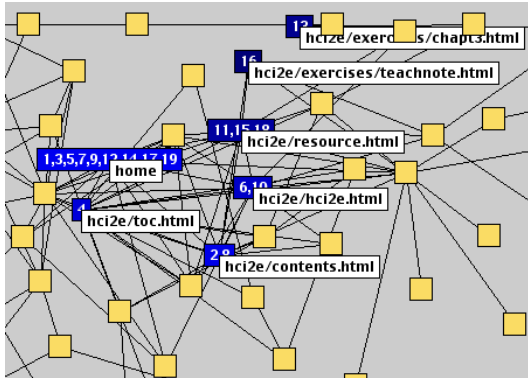 13
hci2e/exercises/chapt3.html
16
hci2e/exercises/teachnote.html
11,15,18
hci2e/resource.html
1,3,5,7,9,12,14,17,19
home
6,10
hci2e/hci2e.html
4
hci2e/toc.html
2,8
hci2e/contents.html